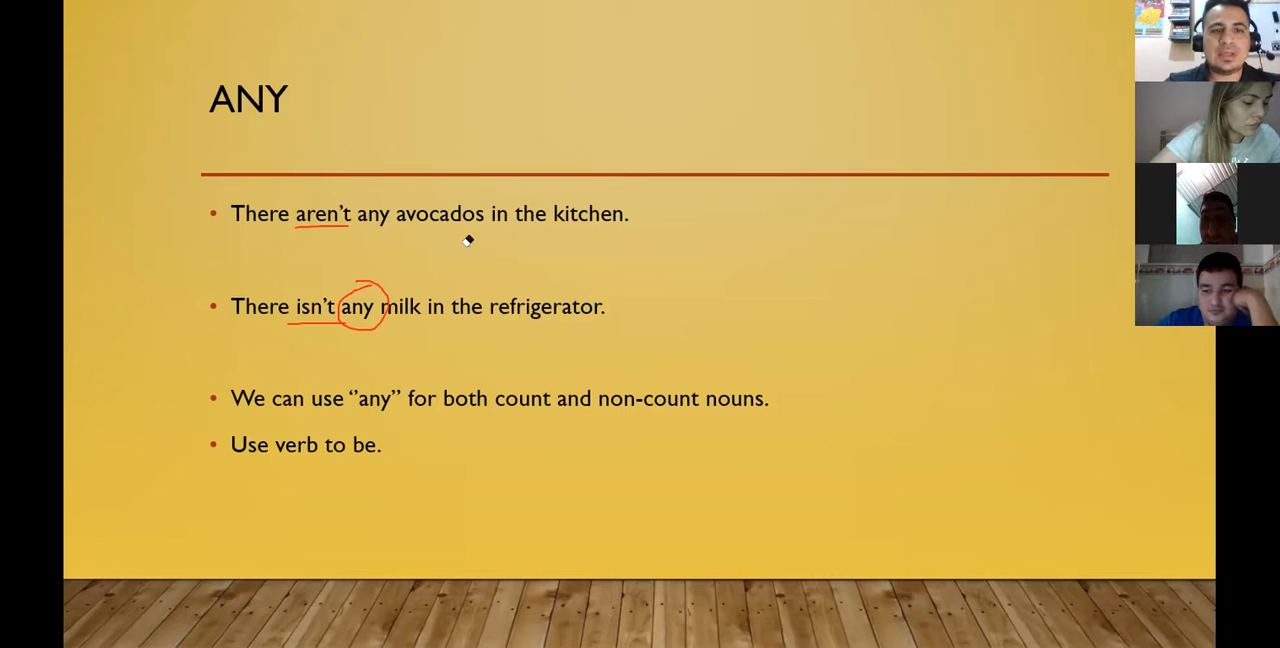 ANY
• There aren't any avocados in the kitchen.
• There isn't any milk in the refrigerator.
• We can use ‘’any’’ for both count and non-count nouns.
• Use verb to be.